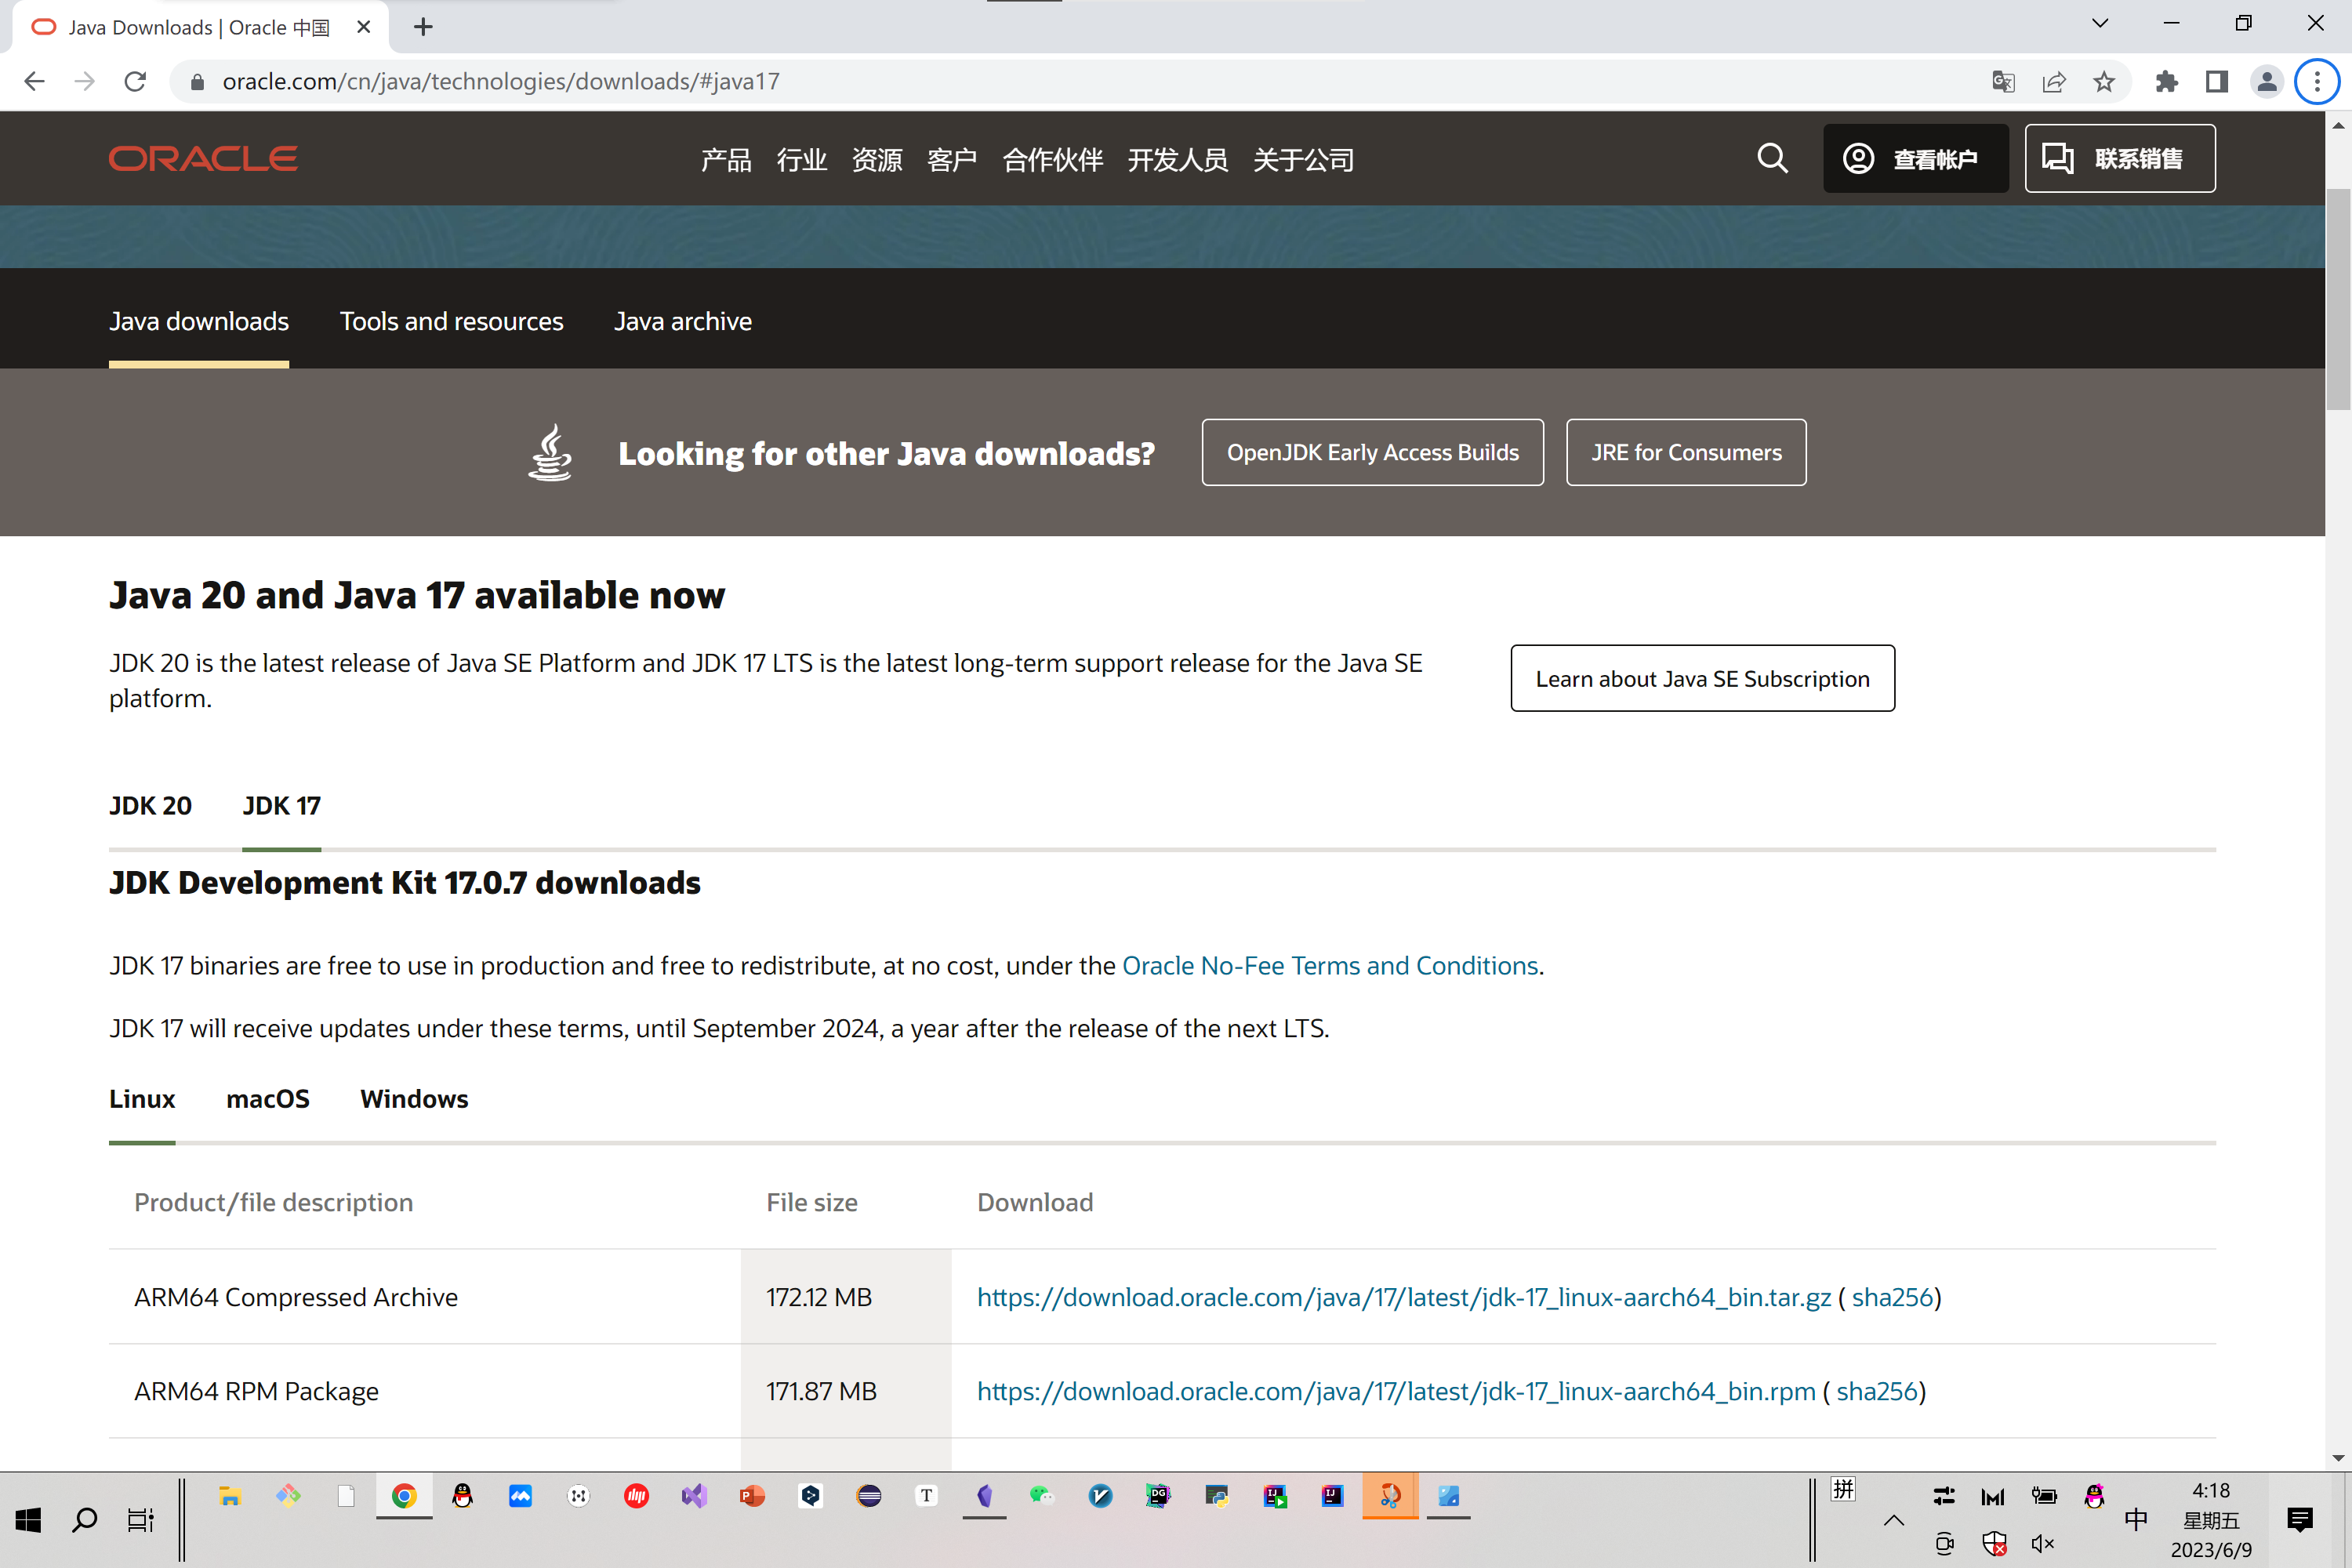 Java Downloads | Oracle 中国
oracle.com/cn/java/technologies/downloads/#java17
ORACLE
产品 行业 资源 客户 合作伙伴 开发人员 关于公司
查看帐户
联系销售
Java downloads Tools and resources Java archive
Looking for other Java downloads?
OpenJDK Early Access Builds
JRE for Consumers
Java 20 and Java 17 available now
JDK 20 is the latest release of Java SE Platform and JDK 17 LTS is the latest long-term support release for the Java SE
platform.
Learn about Java SE Subscription
JDK 20 JDK 17
JDK Development Kit 17.0.7 downloads
JDK 17 binaries are free to use in production and free to redistribute, at no cost, under the Oracle No-Fee Terms and Conditions.
JDK 17 will receive updates under these terms, until September 2024, a year after the release of the next LTS.
Linux macOS Windows
Product/file description File size Download
ARM64 Compressed Archive 172.12 MB https://download.oracle.com/java/17/latest/jdk-17_linux-aarch64_bin.tar.gz ( sha256)
ARM64 RPM Package 171.87 MB https://download.oracle.com/java/17/latest/jdk-17_linux-aarch64_bin.rpm ( sha256)
拼
中
4:18
星期五
2023/6/9